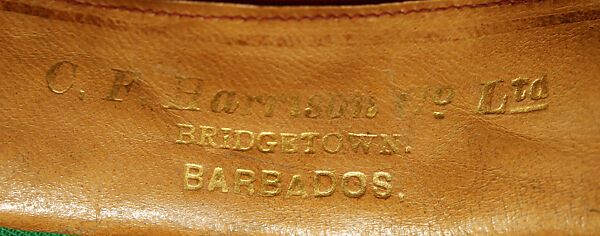 C. F. Harrison Co Ltd
BRIDGETOWN.
BARBADOS.